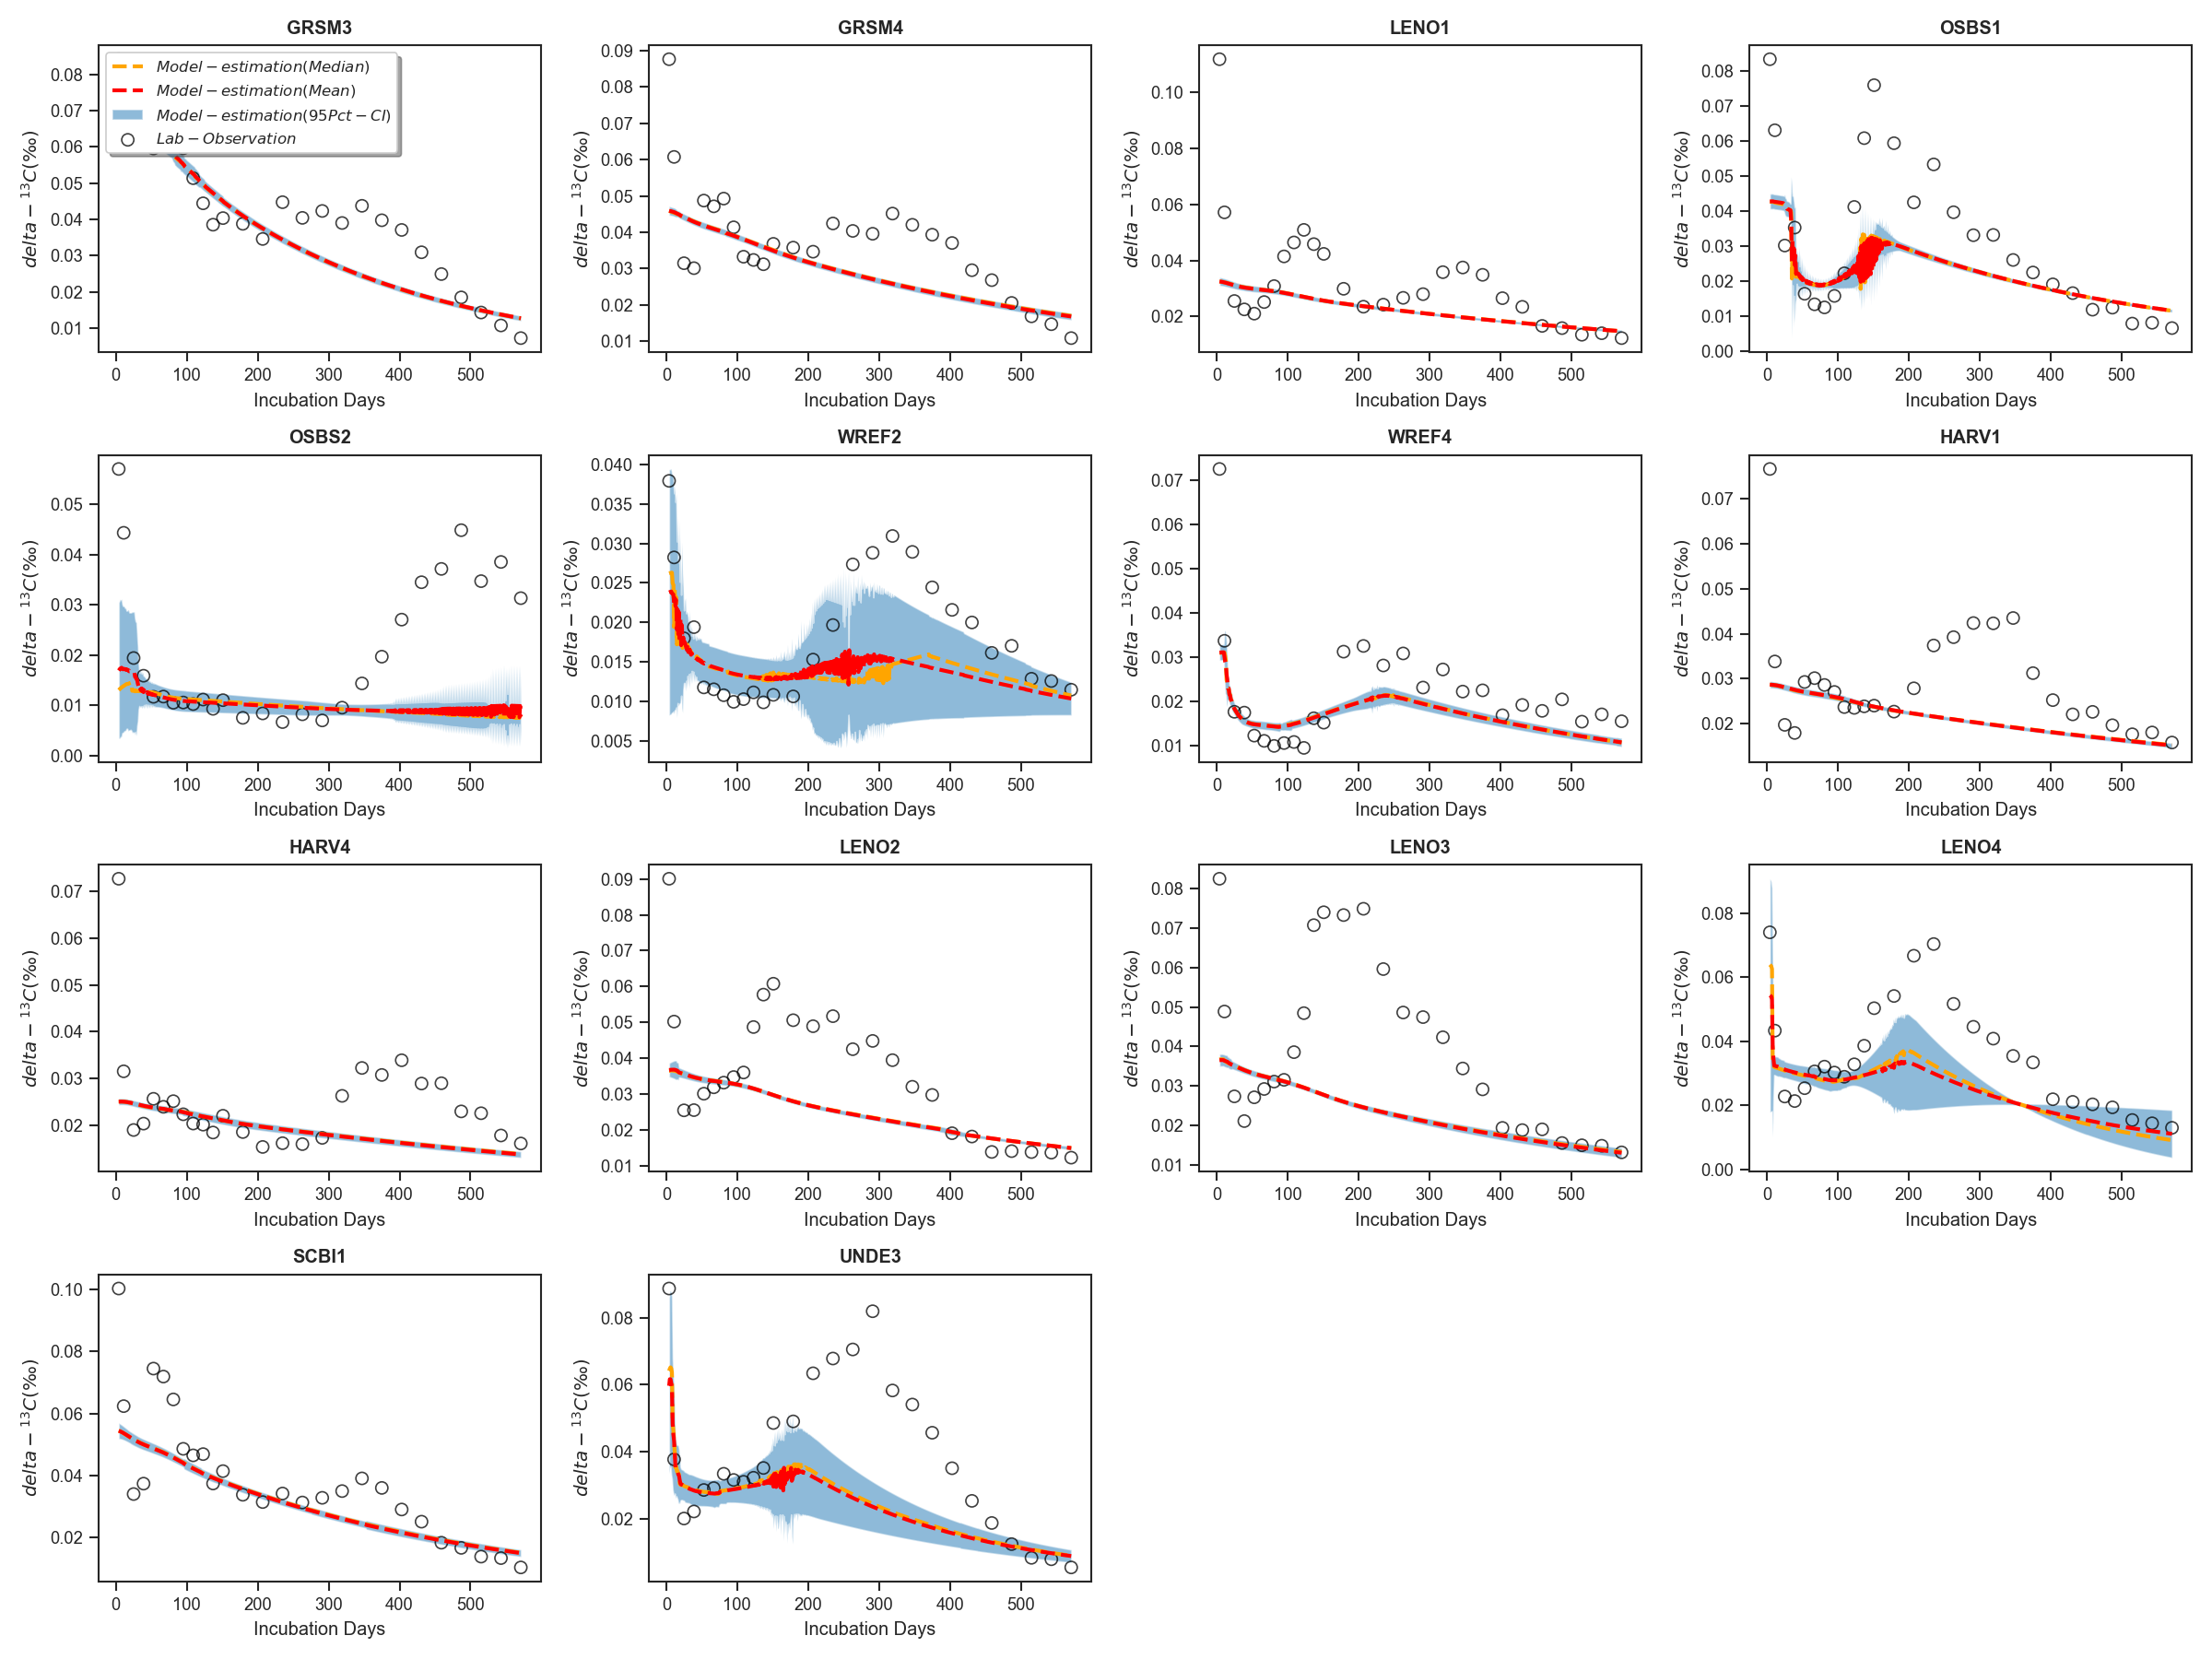 GRSM3
GRSM4
LENO1
OSBS1
Model − estimation(Median)
Model − estimation(Mean)
Model − estimation(95Pct − CI)
Lab − Observation
delta − ¹³C(‰)
0.08
0.07
0.06
0.05
0.04
0.03
0.02
0.01
0 100 200 300 400 500
Incubation Days
delta − ¹³C(‰)
0.09
0.08
0.07
0.06
0.05
0.04
0.03
0.02
0.01
0 100 200 300 400 500
Incubation Days
delta − ¹³C(‰)
0.10
0.08
0.06
0.04
0.02
0 100 200 300 400 500
Incubation Days
delta − ¹³C(‰)
0.08
0.07
0.06
0.05
0.04
0.03
0.02
0.01
0.00
0 100 200 300 400 500
Incubation Days
OSBS2
WREF2
WREF4
HARV1
delta − ¹³C(‰)
0.05
0.04
0.03
0.02
0.01
0.00
0 100 200 300 400 500
Incubation Days
delta − ¹³C(‰)
0.040
0.035
0.030
0.025
0.020
0.015
0.010
0.005
0 100 200 300 400 500
Incubation Days
delta − ¹³C(‰)
0.07
0.06
0.05
0.04
0.03
0.02
0.01
0 100 200 300 400 500
Incubation Days
delta − ¹³C(‰)
0.07
0.06
0.05
0.04
0.03
0.02
0 100 200 300 400 500
Incubation Days
HARV4
LENO2
LENO3
LENO4
delta − ¹³C(‰)
0.07
0.06
0.05
0.04
0.03
0.02
0 100 200 300 400 500
Incubation Days
delta − ¹³C(‰)
0.09
0.08
0.07
0.06
0.05
0.04
0.03
0.02
0.01
0 100 200 300 400 500
Incubation Days
delta − ¹³C(‰)
0.08
0.07
0.06
0.05
0.04
0.03
0.02
0.01
0 100 200 300 400 500
Incubation Days
delta − ¹³C(‰)
0.08
0.06
0.04
0.02
0.00
0 100 200 300 400 500
Incubation Days
SCBI1
UNDE3
delta − ¹³C(‰)
0.10
0.08
0.06
0.04
0.02
0 100 200 300 400 500
Incubation Days
delta − ¹³C(‰)
0.08
0.06
0.04
0.02
0 100 200 300 400 500
Incubation Days